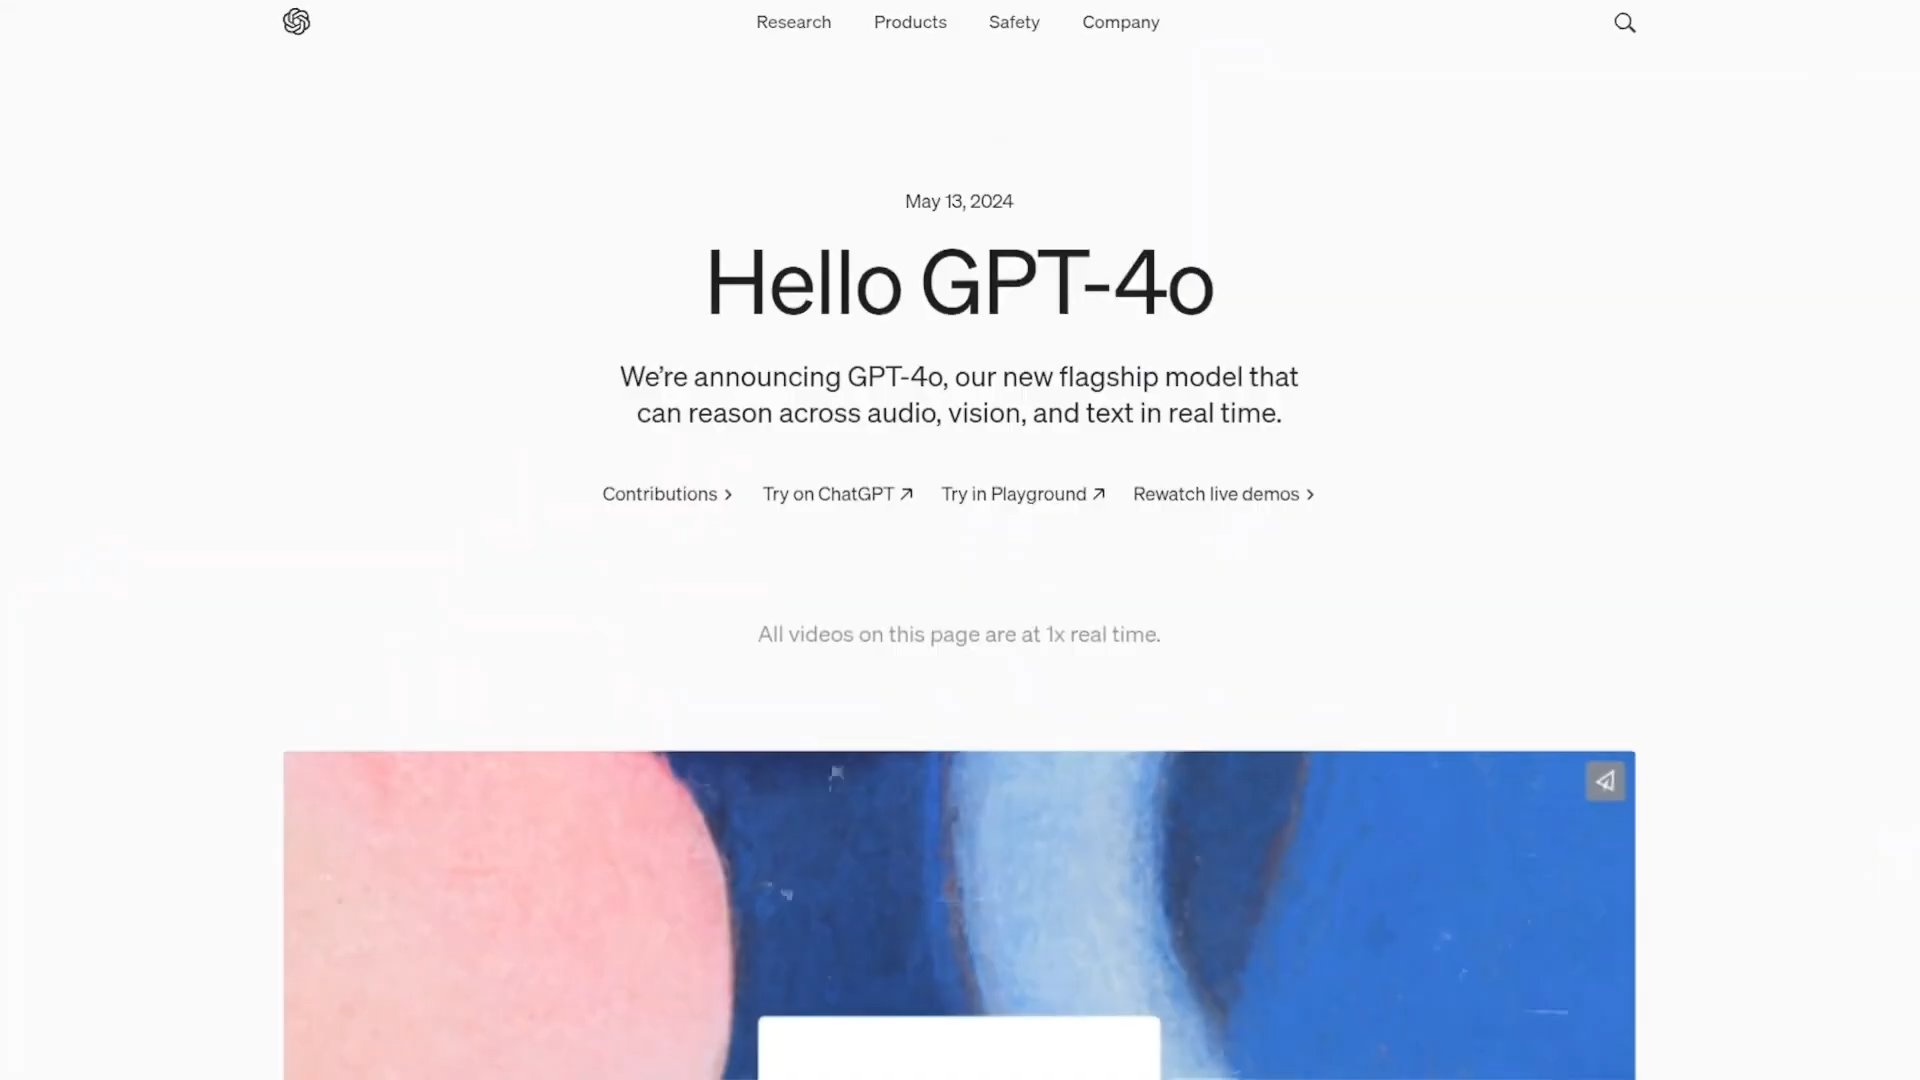 Research Products Safety Company
May 13, 2024
Hello GPT-4o
We’re announcing GPT-4o, our new flagship model that
can reason across audio, vision, and text in real time.
Contributions Try on ChatGPT Try in Playground Rewatch live demos
All videos on this page are at 1x real time.